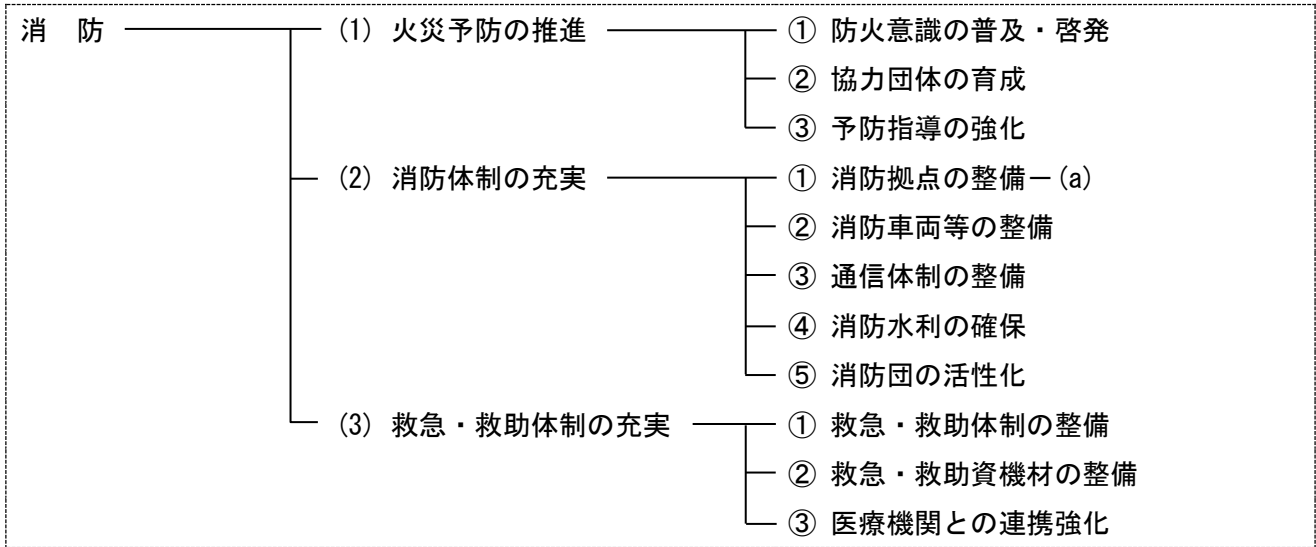 消　防 (1) 火災予防の推進 ① 防火意識の普及・啓発
② 協力団体の育成
③ 予防指導の強化
(2) 消防体制の充実 ① 消防拠点の整備－(a)
② 消防車両等の整備
③ 通信体制の整備
④ 消防水利の確保
⑤ 消防団の活性化
(3) 救急・救助体制の充実 ① 救急・救助体制の整備
② 救急・救助資機材の整備
③ 医療機関との連携強化